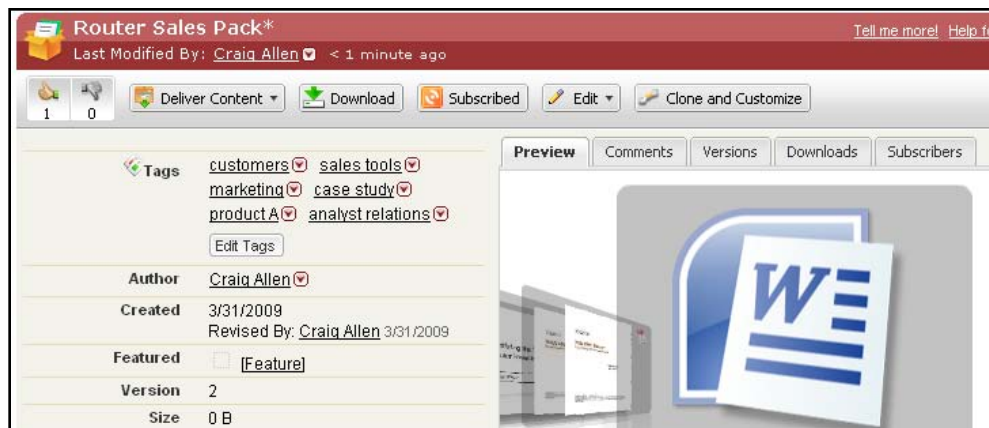 Router Sales Pack*
Tell me more! Help f
Last Modified By: Craig Allen < 1 minute ago
1 0
Deliver Content Download Subscribed Edit Clone and Customize
Preview Comments Versions Downloads Subscribers
Tags customers sales tools
marketing case study
product A analyst relations
Edit Tags
Author Craig Allen
Created 3/31/2009
Revised By: Craig Allen 3/31/2009
Featured [Feature]
Version 2
Size 0 B
W